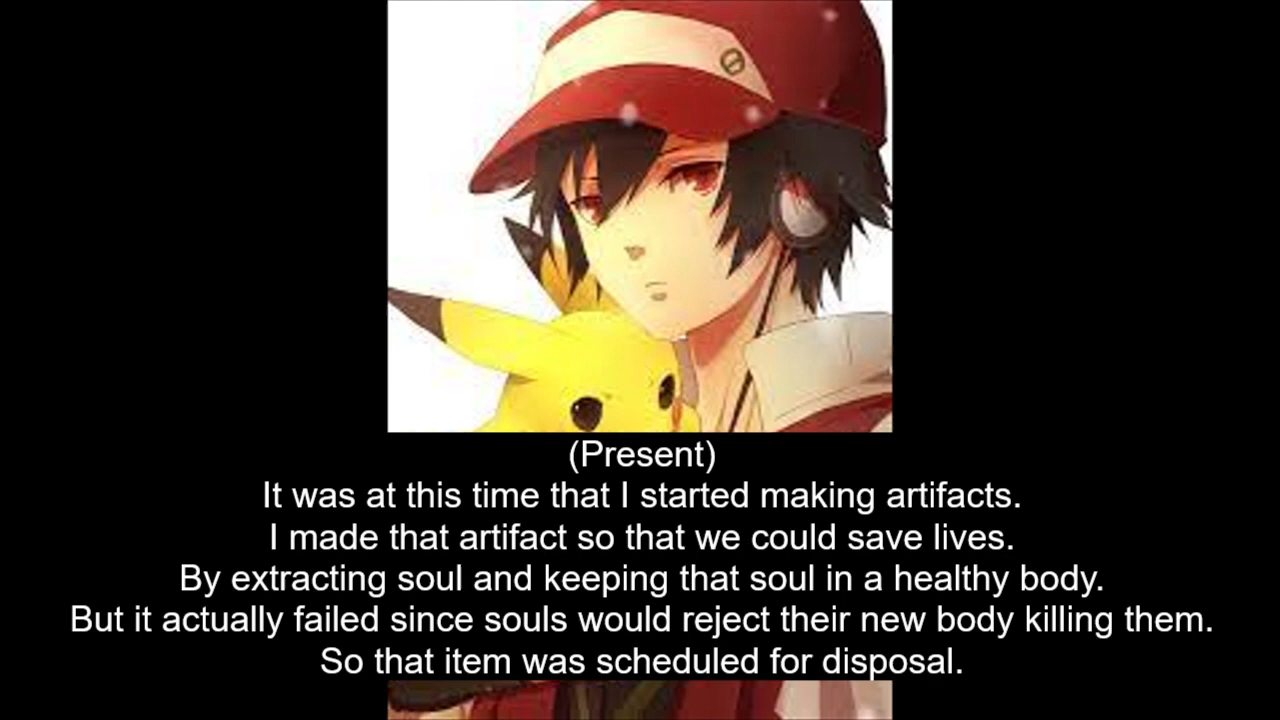 (Present)
It was at this time that I started making artifacts.
I made that artifact so that we could save lives.
By extracting soul and keeping that soul in a healthy body.
But it actually failed since souls would reject their new body killing them.
So that item was scheduled for disposal.